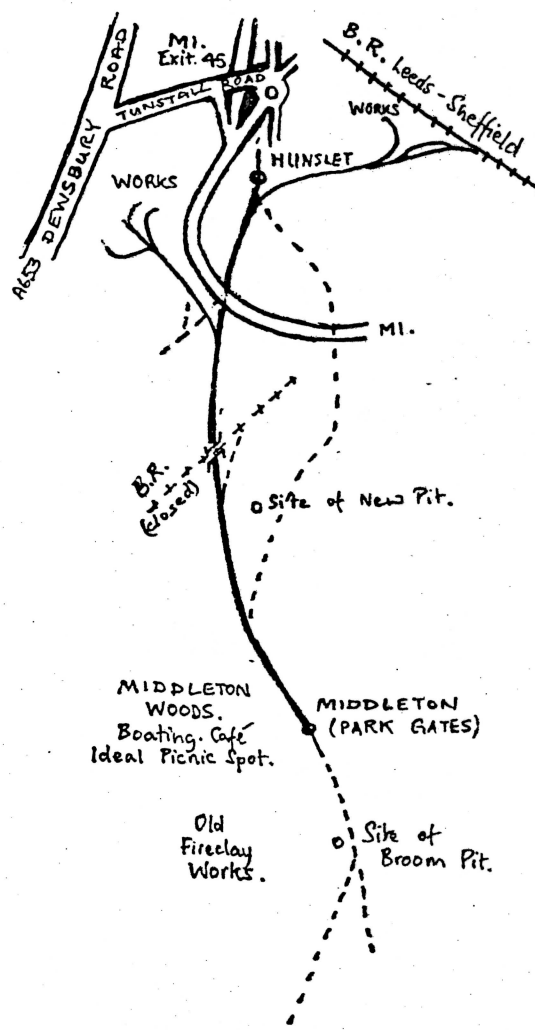 M1.
Exit. 45
TUNSTALL ROAD
A653 DEWSBURY ROAD
B.R. Leeds - Sheffield
WORKS
HUNSLET
WORKS
M1.
B.R.
(closed)
Site of New Pit.
MIDDLETON
WOODS.
Boating. Café
Ideal Picnic Spot.
MIDDLETON
(PARK GATES)
Old
Fireclay
Works.
Site of
Broom Pit.